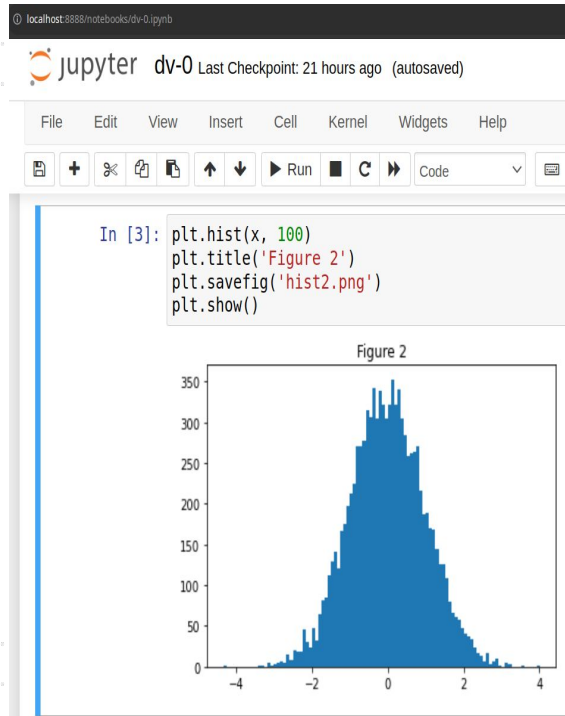 localhost:8888/notebooks/dv-0.ipynb
jupyter dv-0 Last Checkpoint: 21 hours ago (autosaved)
File Edit View Insert Cell Kernel Widgets Help
Run Code
In [3]: plt.hist(x, 100)
plt.title('Figure 2')
plt.savefig('hist2.png')
plt.show()
Figure 2
350
300
250
200
150
100
50
0
−4 −2 0 2 4